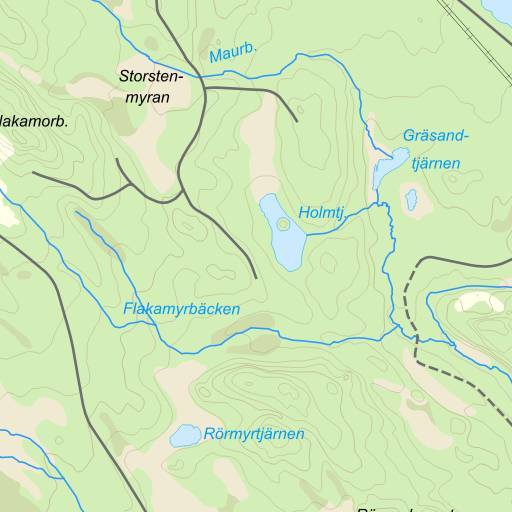 Maurb.
Storsten-
myran
lakamorb.
Gräsand-
tjärnen
Holmtj.
Flakamyrbäcken
Rörmyrtjärnen